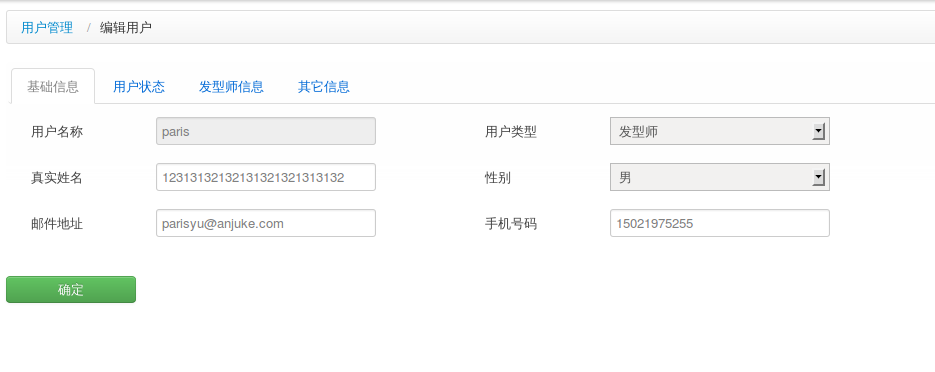 用户管理 / 编辑用户
基础信息 用户状态 发型师信息 其它信息
用户名称 paris 用户类型 发型师
真实姓名 12313132132131321321313132 性别 男
邮件地址 parisyu@anjuke.com 手机号码 15021975255
确定